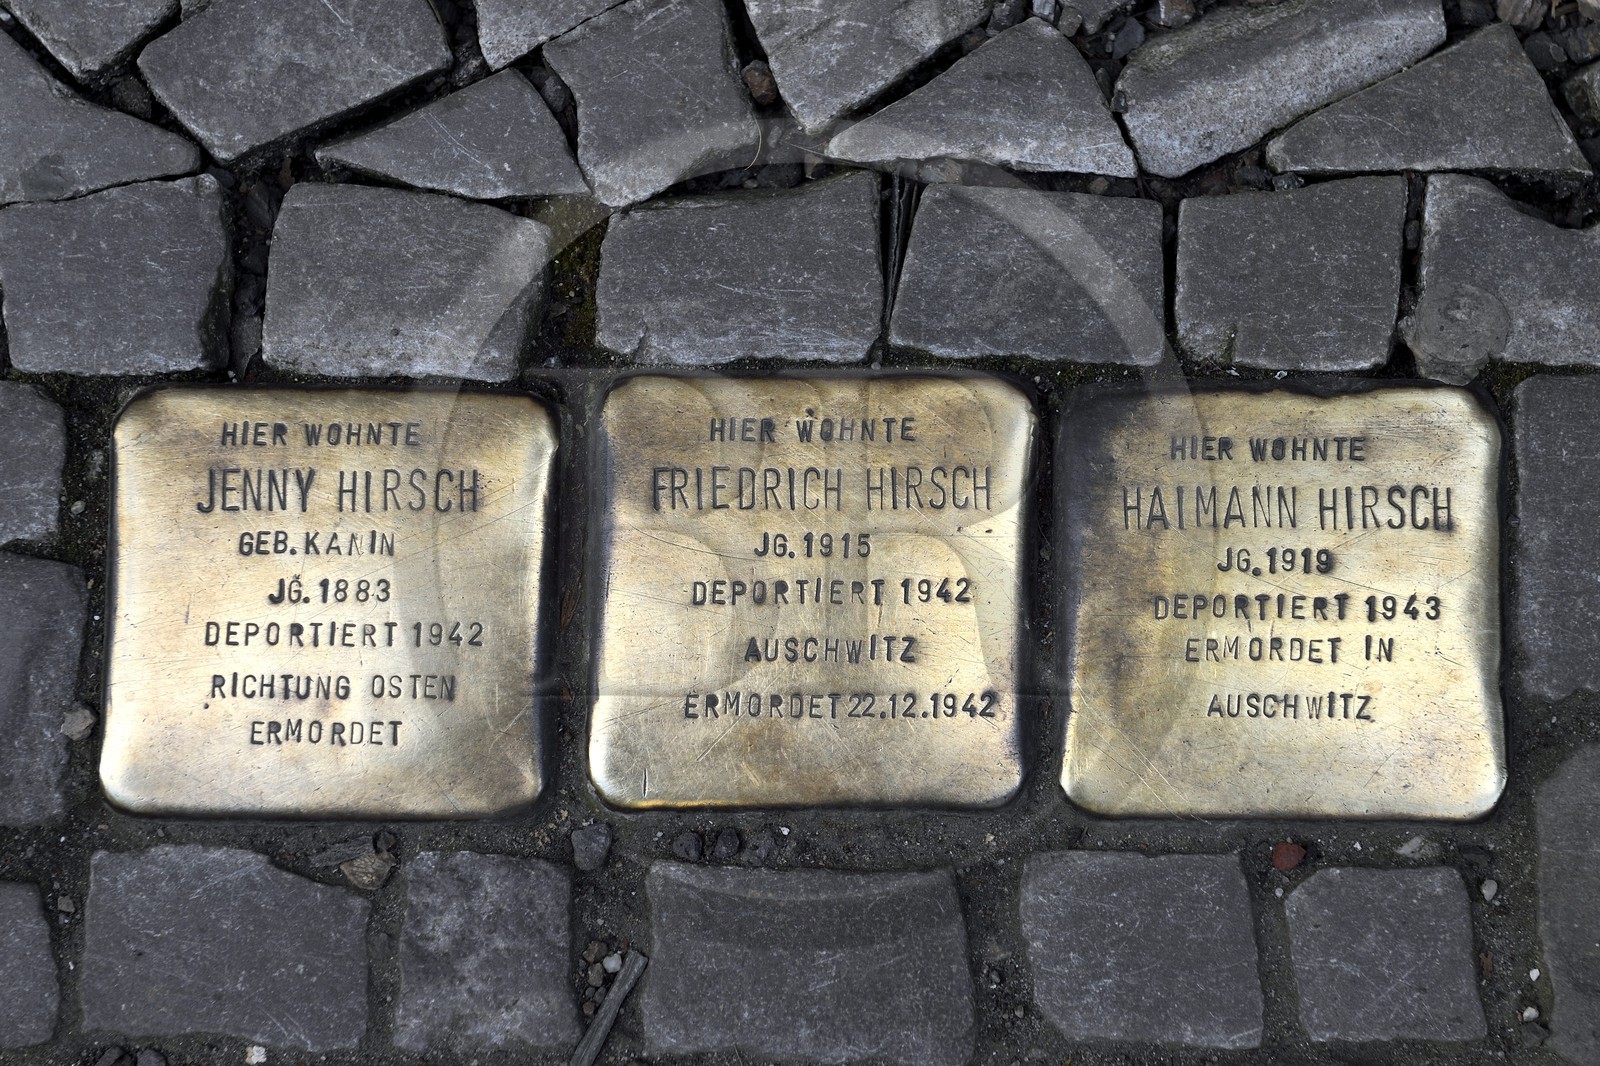 HIER WOHNTE
JENNY HIRSCH
GEB. KANIN
JG. 1883
DEPORTIERT 1942
RICHTUNG OSTEN
ERMORDET
HIER WOHNTE
FRIEDRICH HIRSCH
JG. 1915
DEPORTIERT 1942
AUSCHWITZ
ERMORDET 22.12.1942
HIER WOHNTE
HAIMANN HIRSCH
JG. 1919
DEPORTIERT 1943
ERMORDET IN
AUSCHWITZ